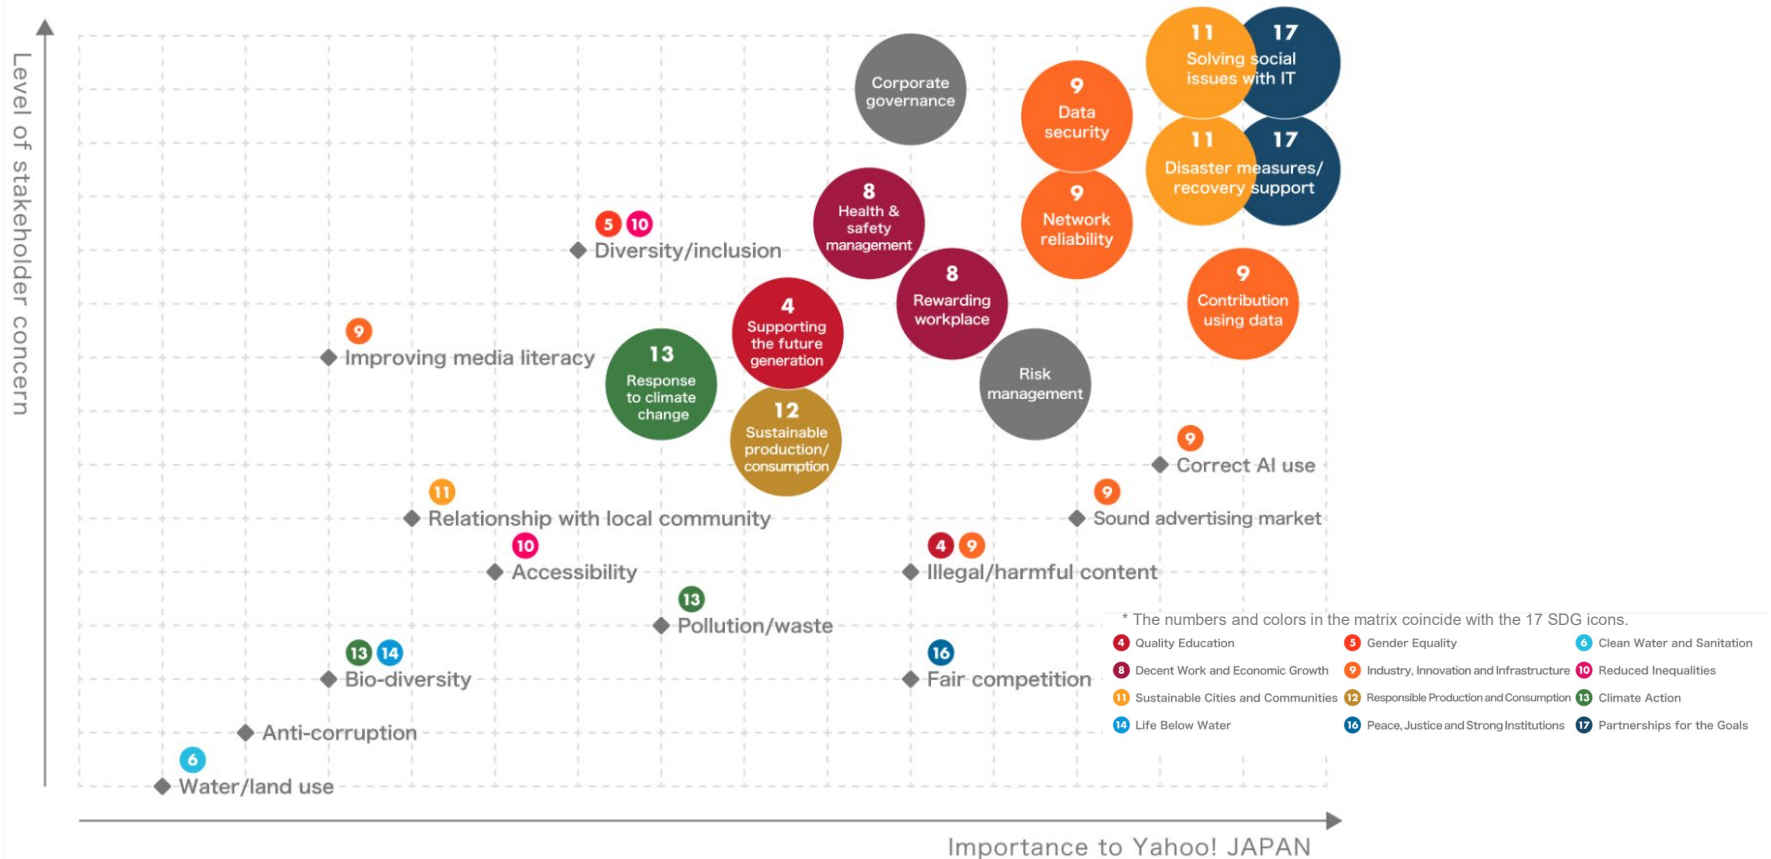 Level of stakeholder concern
11
17
Solving social
issues with IT
Corporate
governance
9
Data
security
11
17
Disaster measures/
recovery support
8
Health &
safety
management
9
Network
reliability
5 10
Diversity/inclusion
8
Rewarding
workplace
9
Contribution
using data
4
Supporting
the future
generation
9
Improving media literacy
13
Response
to climate
change
Risk
management
12
Sustainable
production/
consumption
9
Correct AI use
11
Relationship with local community
9
Sound advertising market
10
Accessibility
4 9
Illegal/harmful content
13
Pollution/waste
13 14
Bio-diversity
16
Fair competition
Anti-corruption
6
Water/land use
* The numbers and colors in the matrix coincide with the 17 SDG icons.
4 Quality Education
5 Gender Equality
6 Clean Water and Sanitation
8 Decent Work and Economic Growth
9 Industry, Innovation and Infrastructure
10 Reduced Inequalities
11 Sustainable Cities and Communities
12 Responsible Production and Consumption
13 Climate Action
14 Life Below Water
16 Peace, Justice and Strong Institutions
17 Partnerships for the Goals
Importance to Yahoo! JAPAN